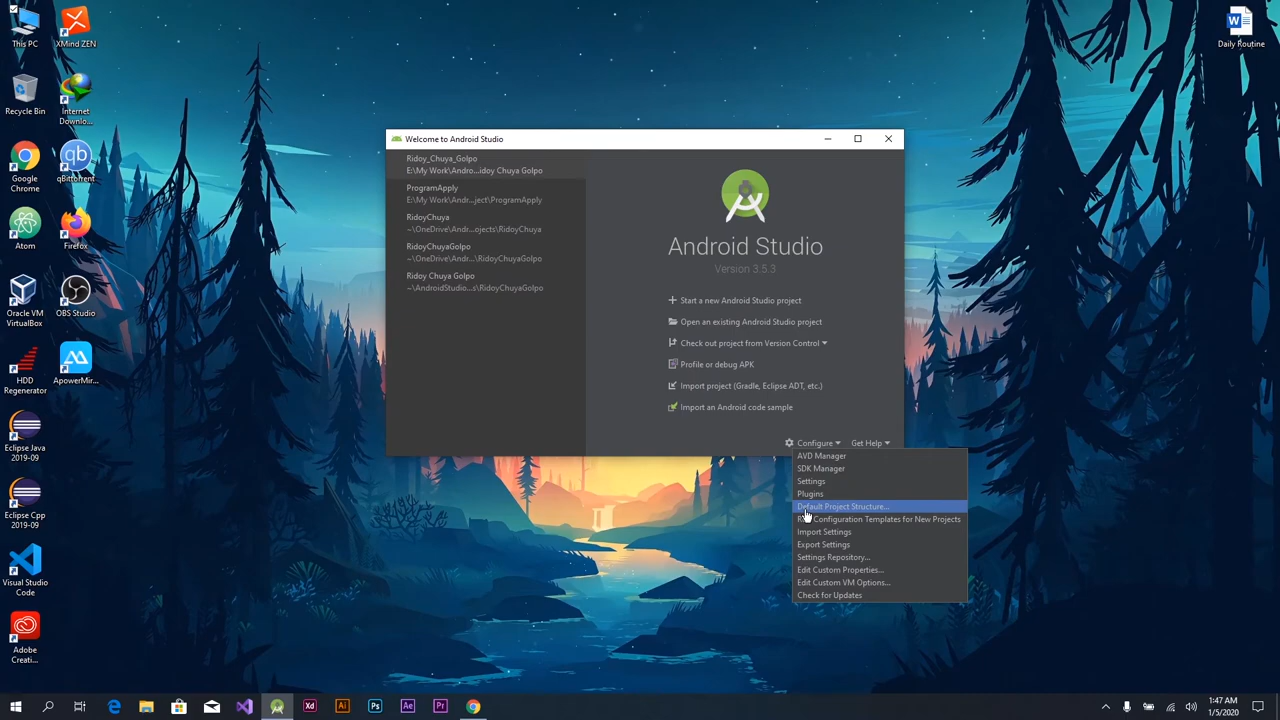 This PC
XMind ZEN
Daily Routine
Recycle Bin
Internet
Downlo...
Google
Chrome
qBittorrent
Atom
Firefox
Oracle VM
VirtualBox
OBS Studio
HDD
Regenerator
ApowerMir...
Eclipse Java
2019-09
Eclipse Cpp
2019-09
Visual Studio
Code
Adobe
Creati...
Welcome to Android Studio
Ridoy_Chuya_Golpo
E:\My Work\Andro...idoy Chuya Golpo
ProgramApply
E:\My Work\Andr...ject\ProgramApply
RidoyChuya
~\OneDrive\Andr...ojects\RidoyChuya
RidoyChuyaGolpo
~\OneDrive\Andr...\RidoyChuyaGolpo
Ridoy Chuya Golpo
~\AndroidStudio...s\RidoyChuyaGolpo
Android Studio
Version 3.5.3
Start a new Android Studio project
Open an existing Android Studio project
Check out project from Version Control
Profile or debug APK
Import project (Gradle, Eclipse ADT, etc.)
Import an Android code sample
Configure Get Help
AVD Manager
SDK Manager
Settings
Plugins
Default Project Structure...
Configuration Templates for New Projects
Import Settings
Export Settings
Settings Repository...
Edit Custom Properties...
Edit Custom VM Options...
Check for Updates
Xd Ai Ps Ae Pr
1:47 AM
1/5/2020